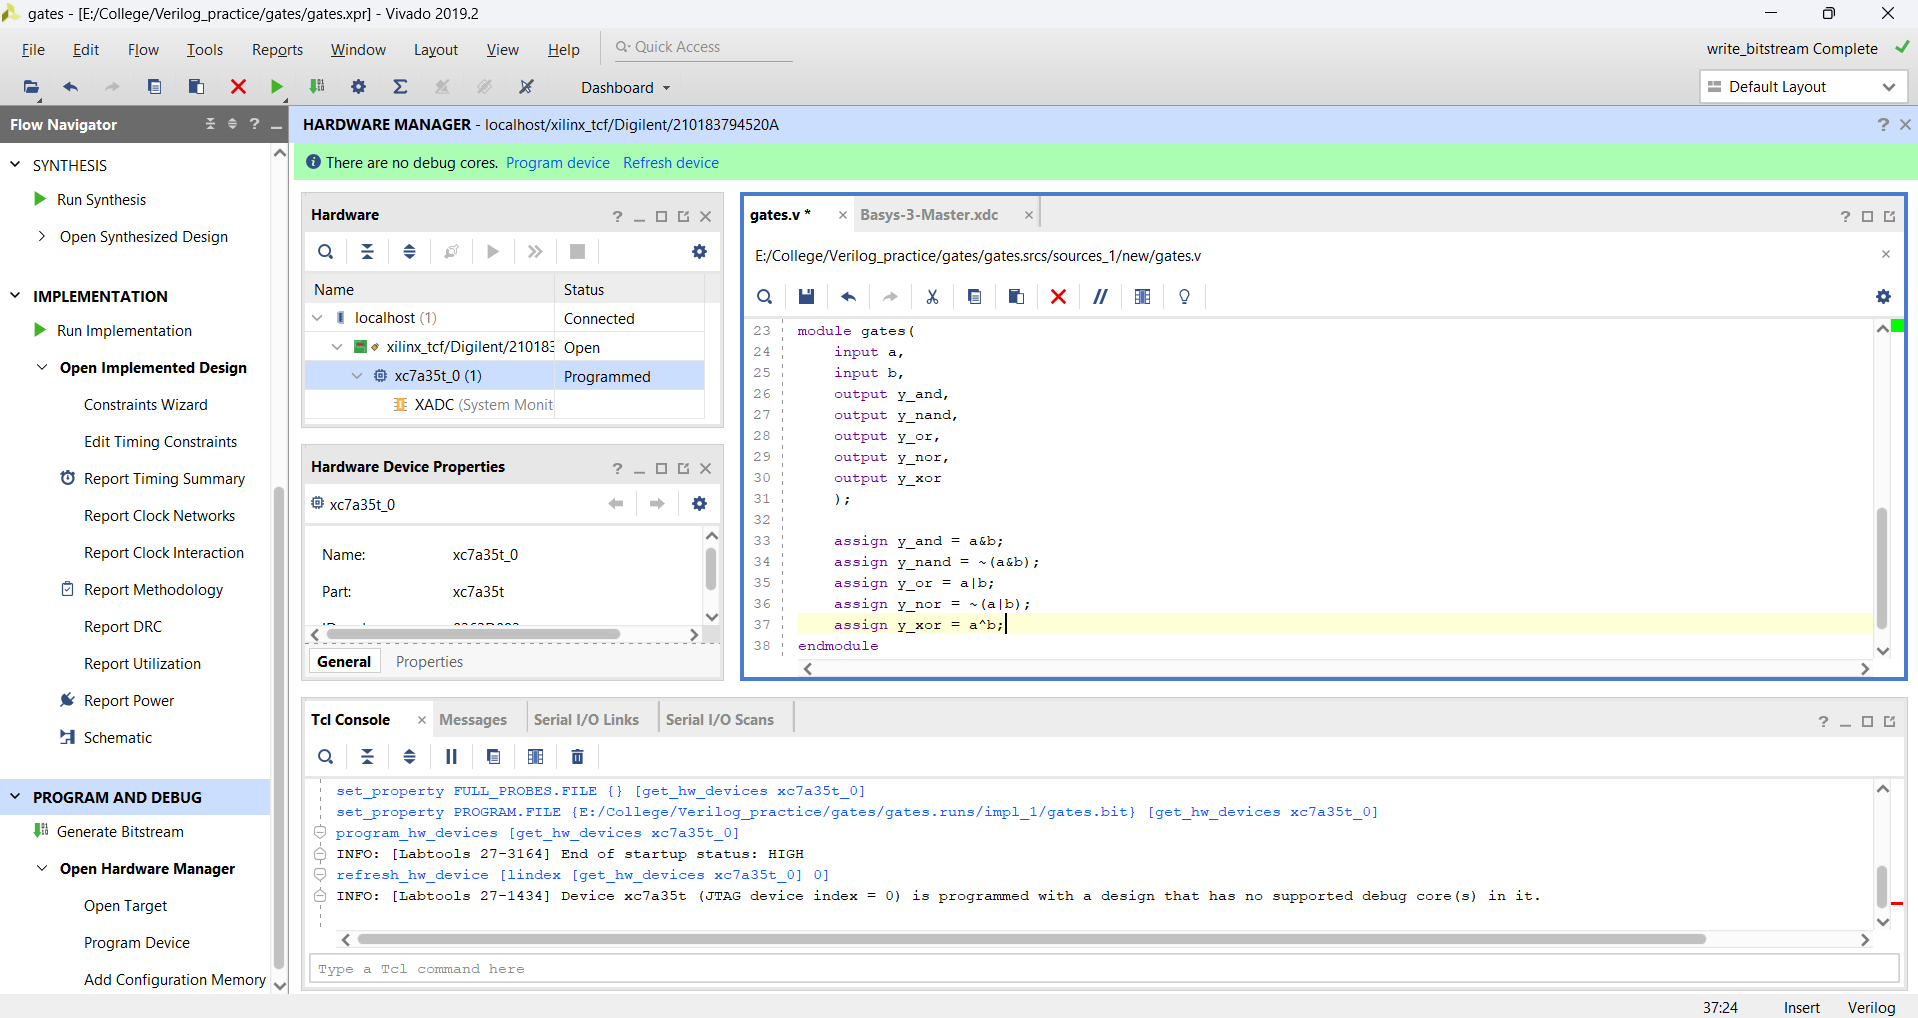 gates - [E:/College/Verilog_practice/gates/gates.xpr] - Vivado 2019.2
File Edit Flow Tools Reports Window Layout View Help Quick Access
write_bitstream Complete
Dashboard
Default Layout
Flow Navigator
SYNTHESIS
Run Synthesis
Open Synthesized Design
IMPLEMENTATION
Run Implementation
Open Implemented Design
Constraints Wizard
Edit Timing Constraints
Report Timing Summary
Report Clock Networks
Report Clock Interaction
Report Methodology
Report DRC
Report Utilization
Report Power
Schematic
PROGRAM AND DEBUG
Generate Bitstream
Open Hardware Manager
Open Target
Program Device
Add Configuration Memory
HARDWARE MANAGER - localhost/xilinx_tcf/Digilent/210183794520A
There are no debug cores. Program device Refresh device
Hardware
Name Status
localhost (1) Connected
xilinx_tcf/Digilent/210183 Open
xc7a35t_0 (1) Programmed
XADC (System Monit
Hardware Device Properties
xc7a35t_0
Name: xc7a35t_0
Part: xc7a35t
General Properties
gates.v * Basys-3-Master.xdc
E:/College/Verilog_practice/gates/gates.srcs/sources_1/new/gates.v
23 module gates(
24 input a,
25 input b,
26 output y_and,
27 output y_nand,
28 output y_or,
29 output y_nor,
30 output y_xor
31 );
32
33 assign y_and = a&b;
34 assign y_nand = ~(a&b);
35 assign y_or = a|b;
36 assign y_nor = ~(a|b);
37 assign y_xor = a^b;
38 endmodule
Tcl Console Messages Serial I/O Links Serial I/O Scans
set_property FULL_PROBES.FILE {} [get_hw_devices xc7a35t_0]
set_property PROGRAM.FILE {E:/College/Verilog_practice/gates/gates.runs/impl_1/gates.bit} [get_hw_devices xc7a35t_0]
program_hw_devices [get_hw_devices xc7a35t_0]
INFO: [Labtools 27-3164] End of startup status: HIGH
refresh_hw_device [lindex [get_hw_devices xc7a35t_0] 0]
INFO: [Labtools 27-1434] Device xc7a35t (JTAG device index = 0) is programmed with a design that has no supported debug core(s) in it.
Type a Tcl command here
37:24 Insert Verilog